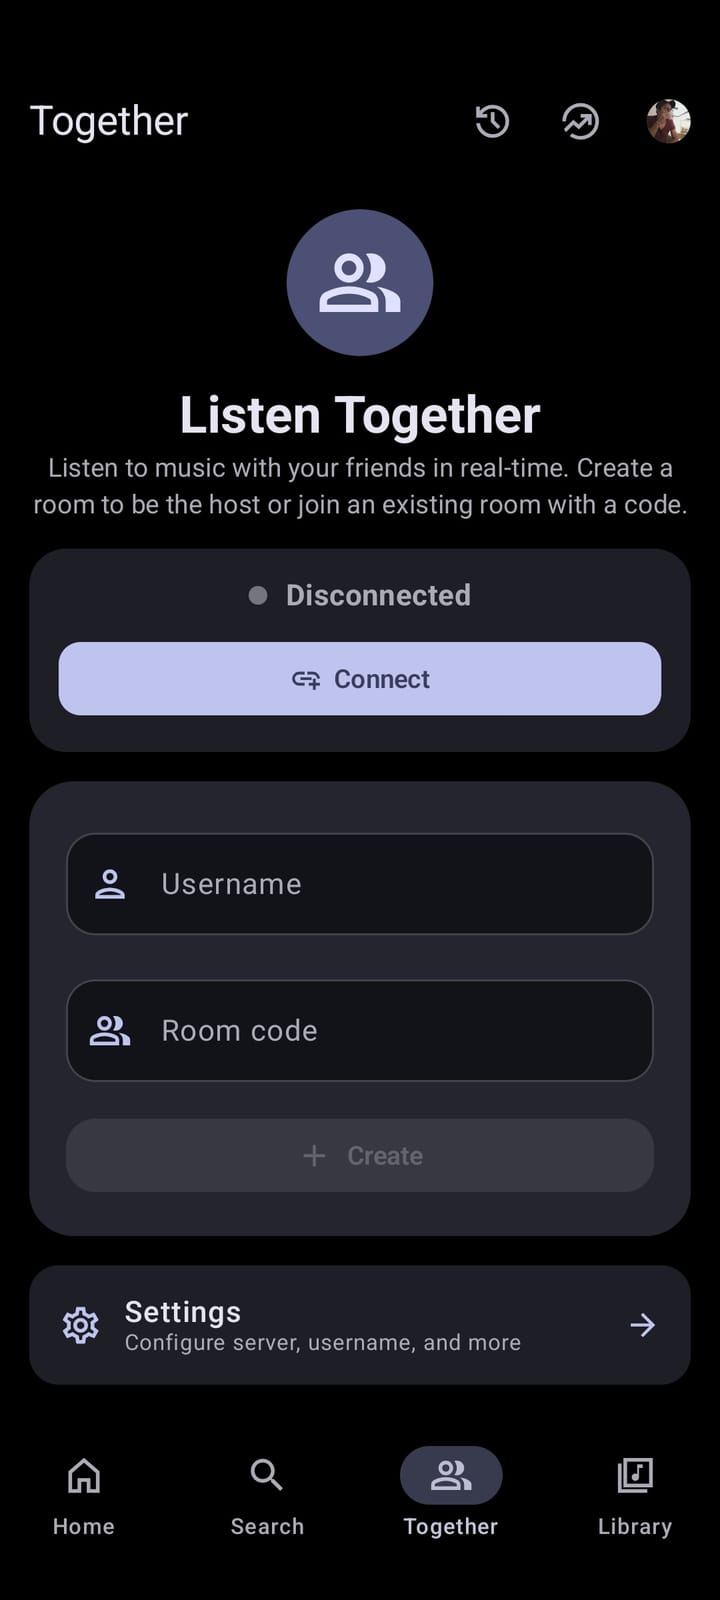 Together
Listen Together
Listen to music with your friends in real-time. Create a
room to be the host or join an existing room with a code.
Disconnected
Connect
Username
Room code
Create
Settings
Configure server, username, and more
Home
Search
Together
Library